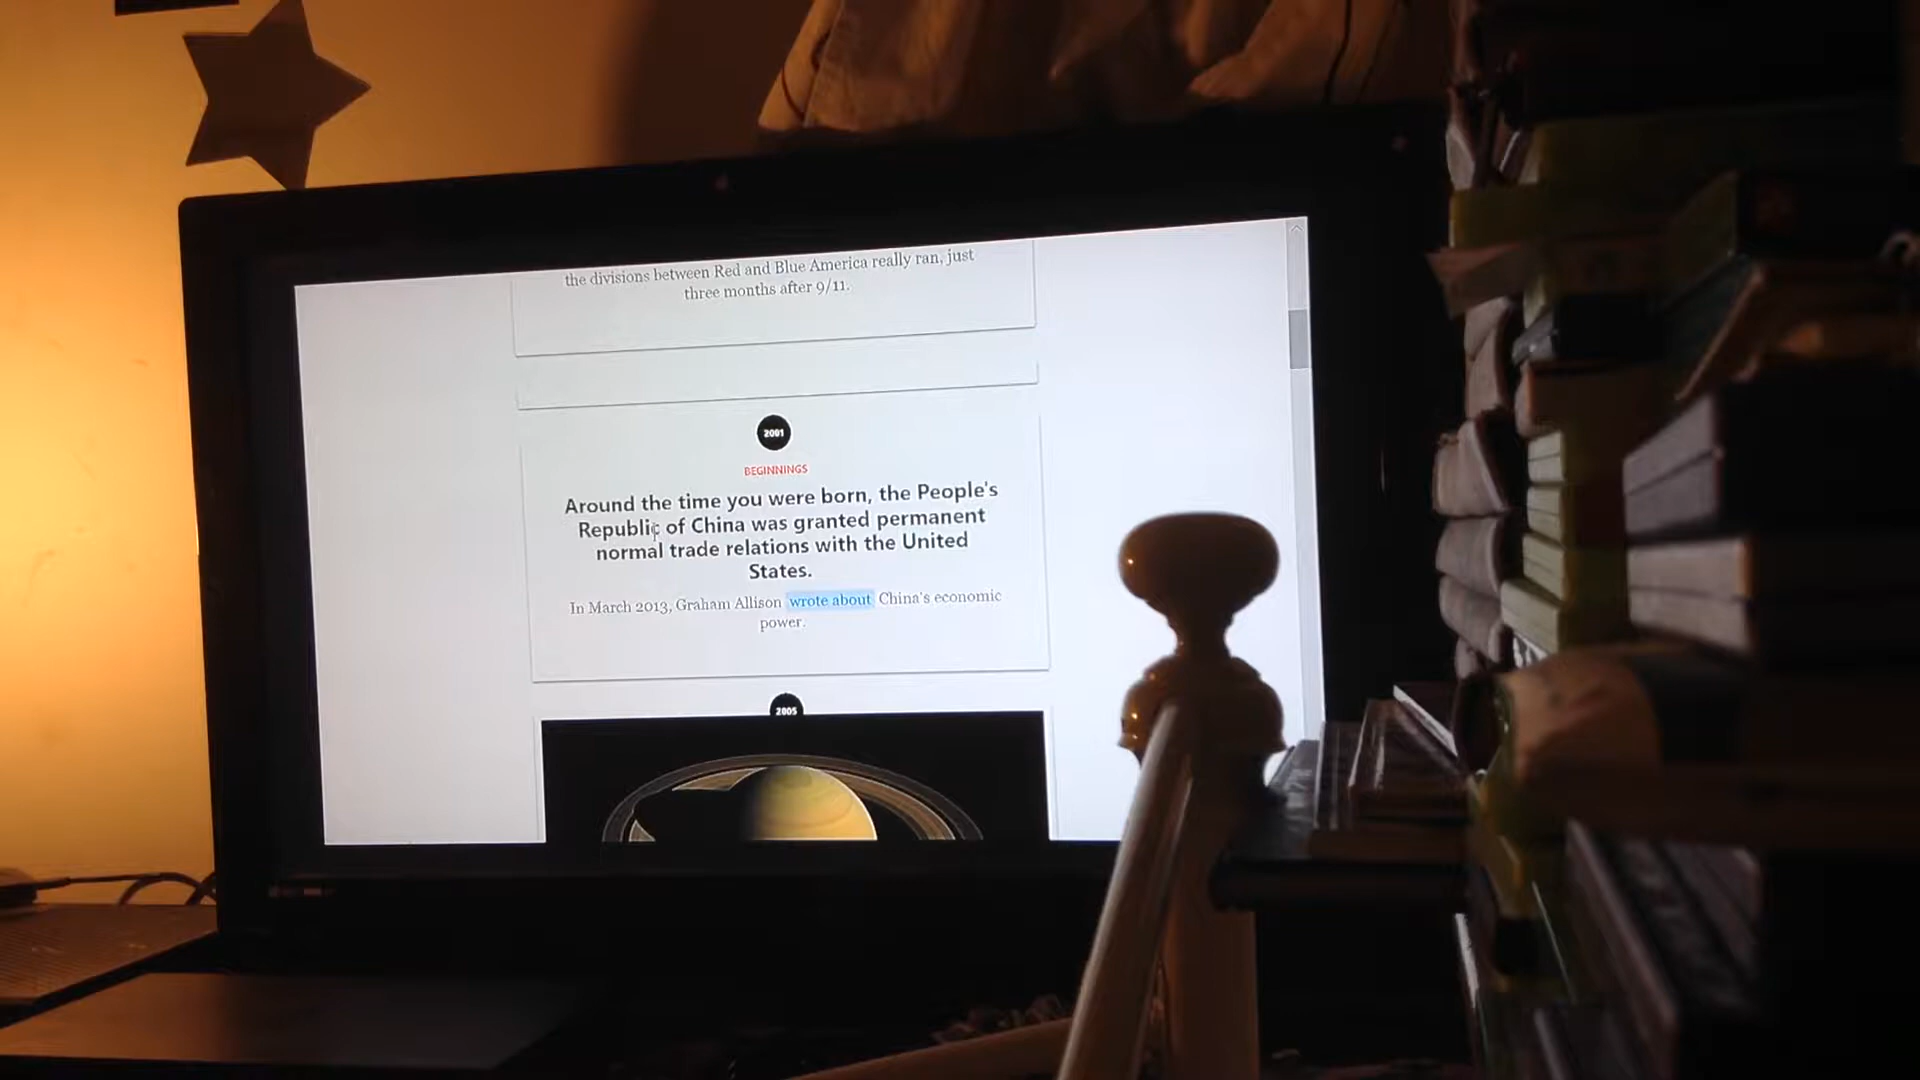 the divisions between Red and Blue America really ran, just
three months after 9/11.
2001
BEGINNINGS
Around the time you were born, the People's
Republic of China was granted permanent
normal trade relations with the United
States.
In March 2013, Graham Allison wrote about China's economic
power.
2005